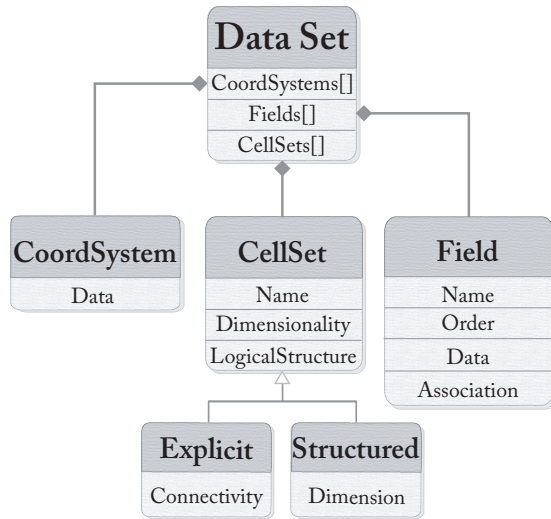 Data Set
CoordSystems[]
Fields[]
CellSets[]
CoordSystem
Data
CellSet
Name
Dimensionality
LogicalStructure
Field
Name
Order
Data
Association
Explicit
Connectivity
Structured
Dimension